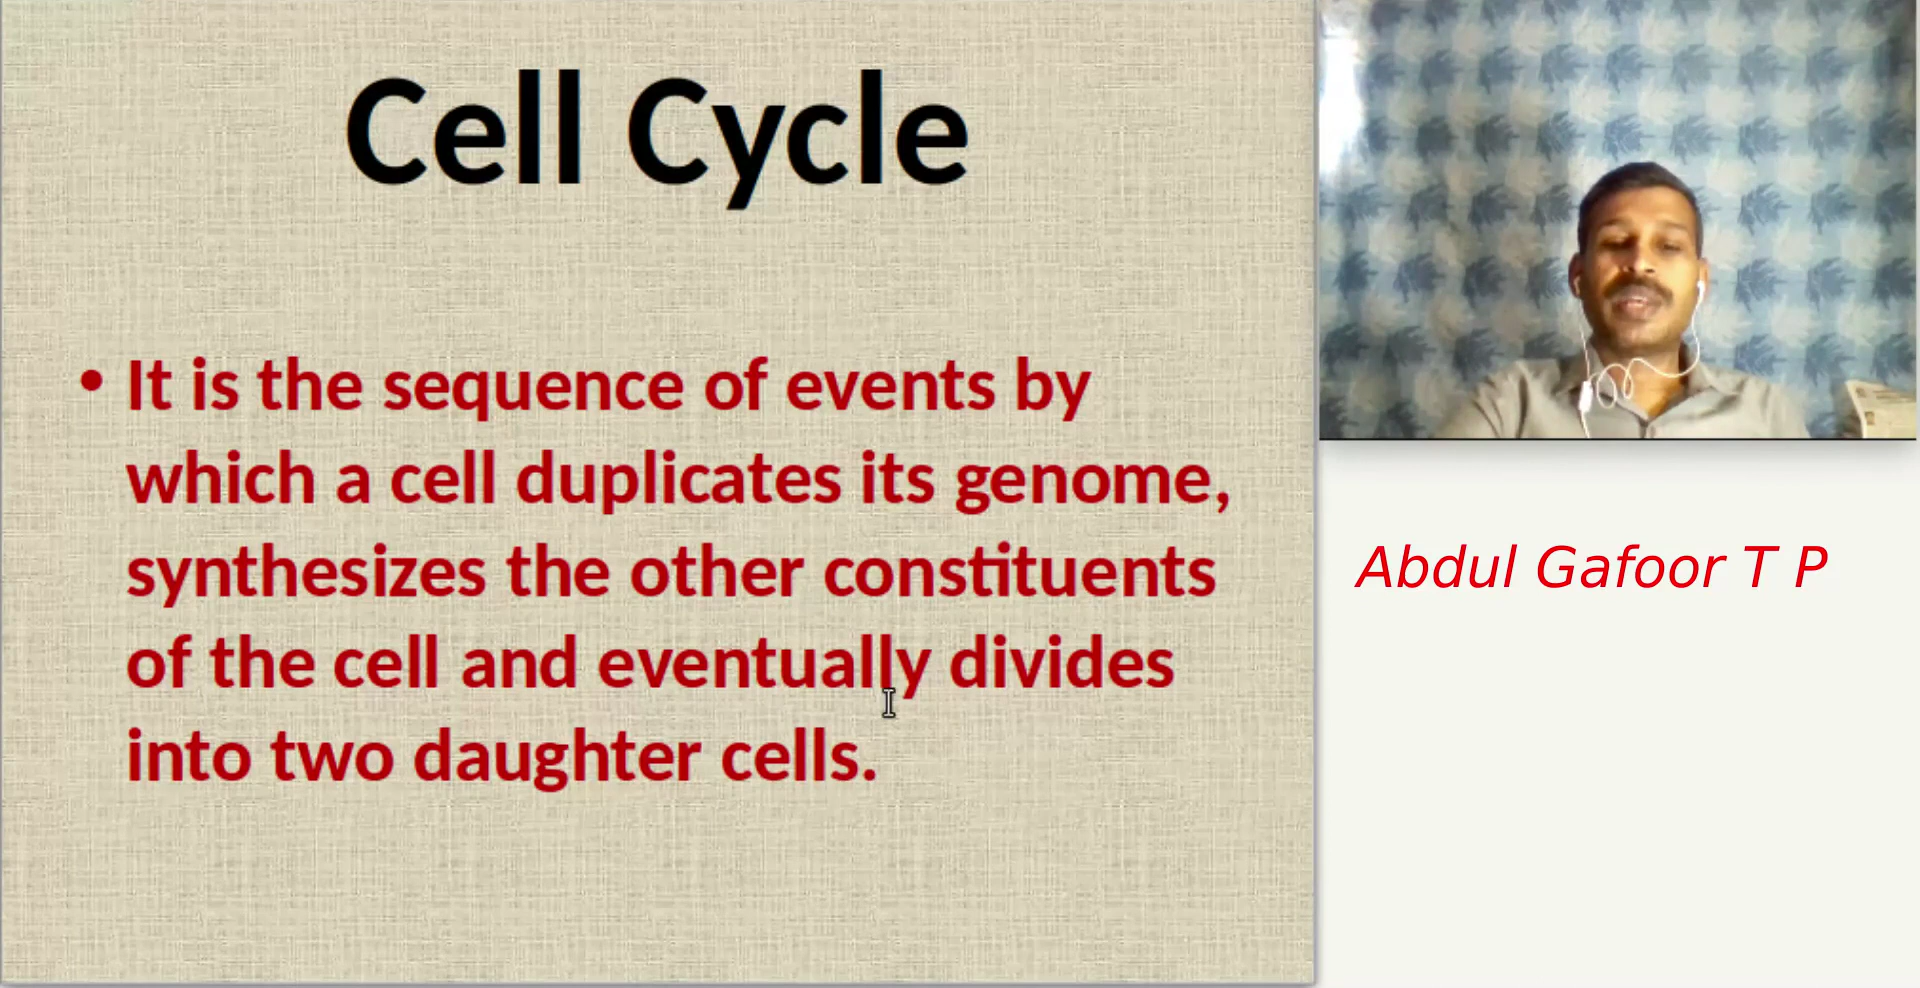 Cell Cycle
• It is the sequence of events by
which a cell duplicates its genome,
synthesizes the other constituents
of the cell and eventually divides
into two daughter cells.
Abdul Gafoor T P